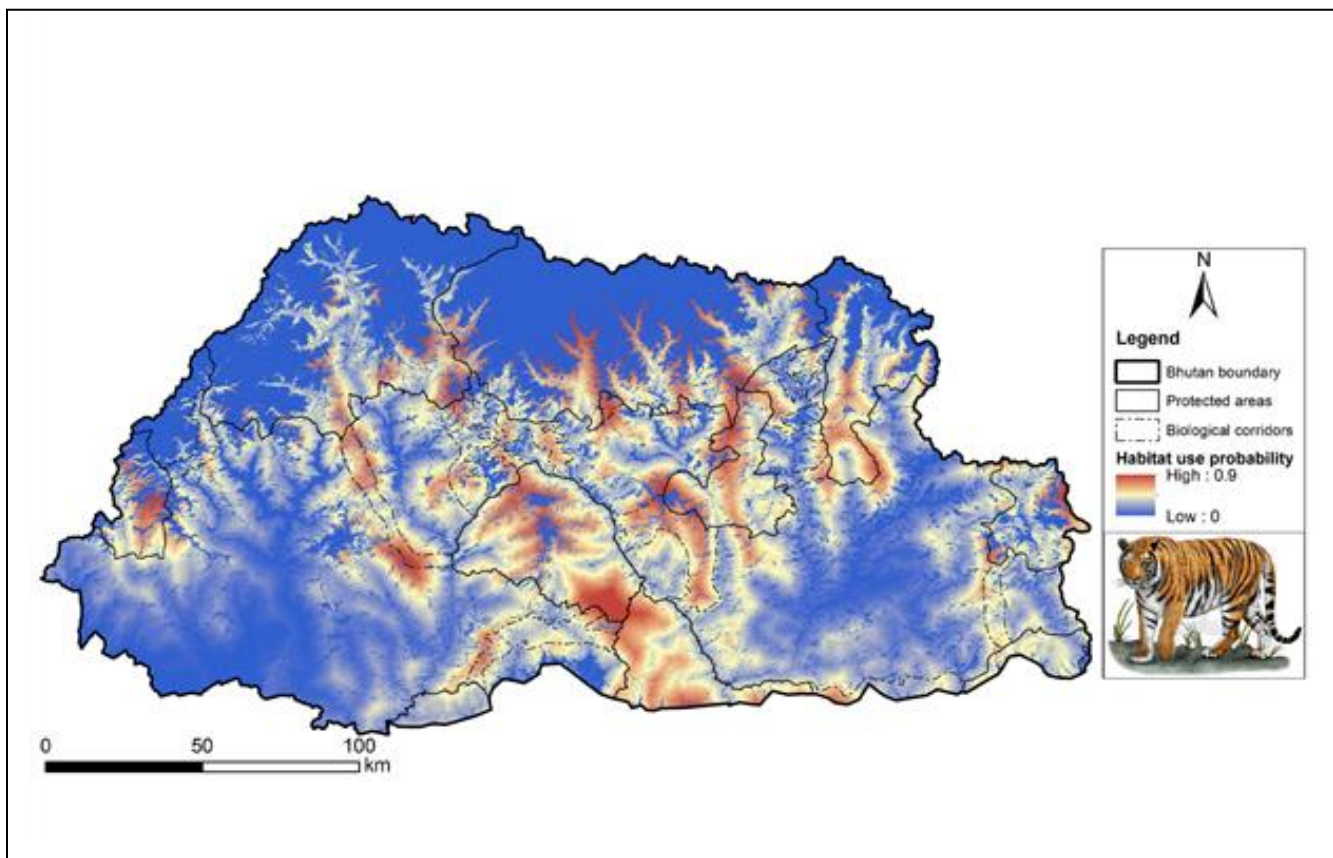 N
Legend
Bhutan boundary
Protected areas
Biological corridors
Habitat use probability
High : 0.9
Low : 0
0 50 100
km